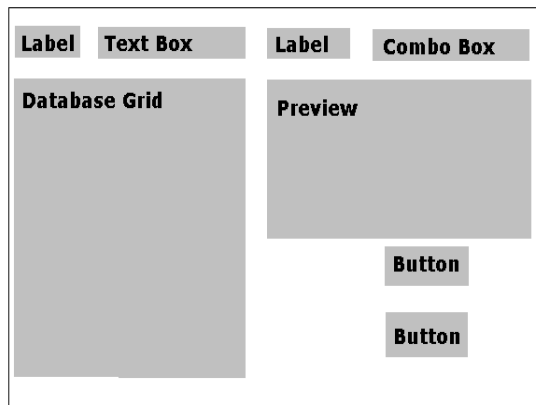 Label Text Box Label Combo Box
Database Grid
Preview
Button
Button